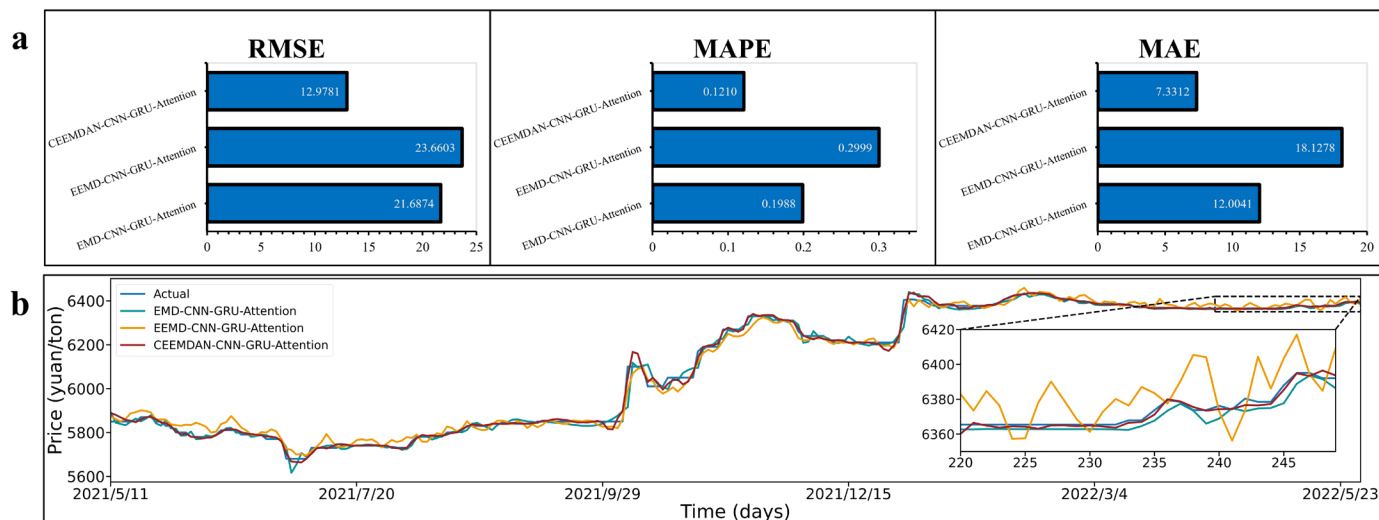 a
RMSE
CEEMDAN-CNN-GRU-Attention
12.9781
EEMD-CNN-GRU-Attention
23.6603
EMD-CNN-GRU-Attention
21.6874
0 5 10 15 20 25
MAPE
CEEMDAN-CNN-GRU-Attention
0.1210
EEMD-CNN-GRU-Attention
0.2999
EMD-CNN-GRU-Attention
0.1988
0 0.1 0.2 0.3
MAE
CEEMDAN-CNN-GRU-Attention
7.3312
EEMD-CNN-GRU-Attention
18.1278
EMD-CNN-GRU-Attention
12.0041
0 5 10 15 20
b
Price (yuan/ton)
6400
6200
6000
5800
5600
Actual
EMD-CNN-GRU-Attention
EEMD-CNN-GRU-Attention
CEEMDAN-CNN-GRU-Attention
6420
6400
6380
6360
220 225 230 235 240 245
2021/5/11 2021/7/20 2021/9/29 2021/12/15 2022/3/4 2022/5/23
Time (days)